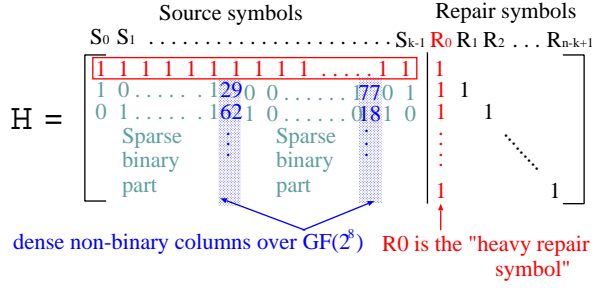 Source symbols Repair symbols
S0 S1 . . . . . . . . . . . . . . . . . . . . . . . . Sk-1 R0 R1 R2 . . . Rn-k+1
1 1 1 1 1 1 1 1 1 1 . . . . . 1 1 1
1 0 . . . . . . 1 29 0 0 . . . . . . 77 0 1 1 1
H = 0 1 . . . . . . 1 62 1 0 . . . . . . 0 18 1 0 1 1
Sparse Sparse
binary binary
part part
1 1
dense non-binary columns over GF(2^8) R0 is the "heavy repair
symbol"